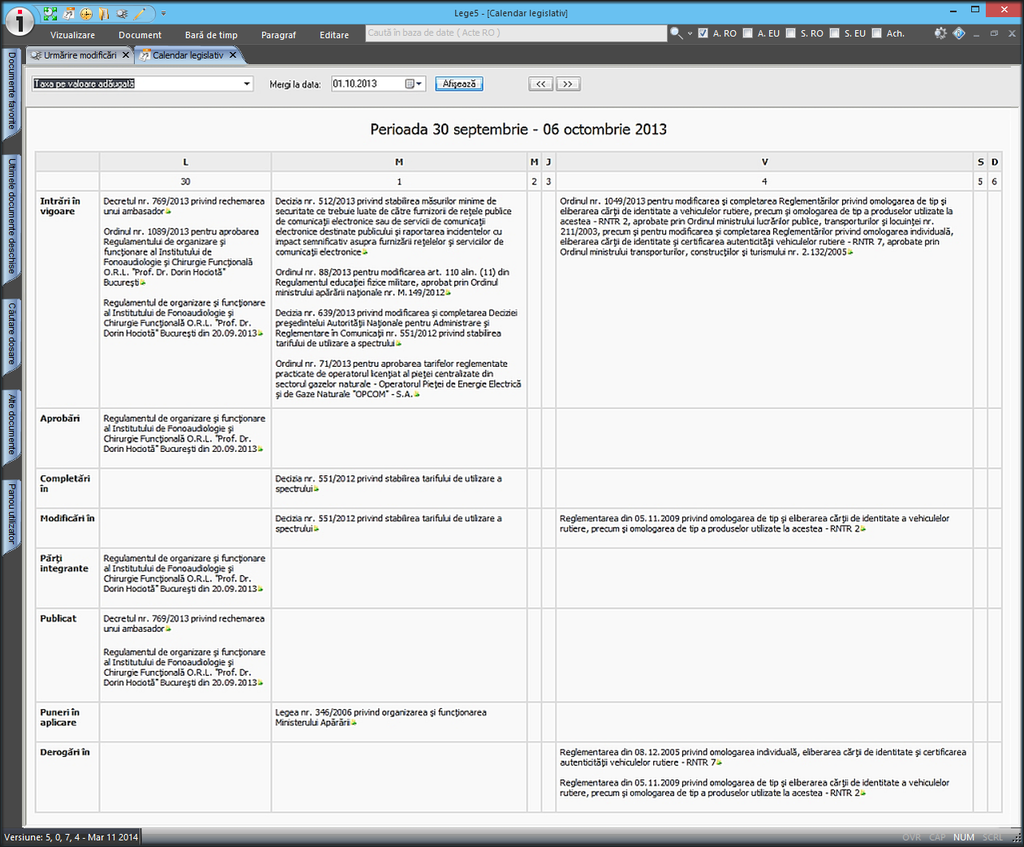 Lege5 - [Calendar legislativ]
Vizualizare Document Bară de timp Paragraf Editare
Caută în baza de date ( Acte RO )
A. RO A. EU S. RO S. EU Ach.
Urmărire modificări Calendar legislativ
Documente favorite
Ultimele documente deschise
Căutare dosare
Alte documente
Panou utilizator
Taxa pe valoare adăugată Mergi la data: 01.10.2013 Afişează << >>
Perioada 30 septembrie - 06 octombrie 2013
L M M J V S D
30 1 2 3 4 5 6
Intrări în
vigoare
Decretul nr. 769/2013 privind rechemarea
unui ambasador
Ordinul nr. 1089/2013 pentru aprobarea
Regulamentului de organizare şi
funcţionare al Institutului de
Fonoaudiologie şi Chirurgie Funcţională
O.R.L. "Prof. Dr. Dorin Hociotă"
Bucureşti
Regulamentul de organizare şi funcţionare
al Institutului de Fonoaudiologie şi
Chirurgie Funcţională O.R.L. "Prof. Dr.
Dorin Hociotă" Bucureşti din 20.09.2013
Decizia nr. 512/2013 privind stabilirea măsurilor minime de
securitate ce trebuie luate de către furnizorii de reţele publice
de comunicaţii electronice sau de servicii de comunicaţii
electronice destinate publicului şi raportarea incidentelor cu
impact semnificativ asupra furnizării reţelelor şi serviciilor de
comunicaţii electronice
Ordinul nr. 88/2013 pentru modificarea art. 110 alin. (11) din
Regulamentul educaţiei fizice militare, aprobat prin Ordinul
ministrului apărării naţionale nr. M.149/2012
Decizia nr. 639/2013 privind modificarea şi completarea Deciziei
preşedintelui Autorităţii Naţionale pentru Administrare şi
Reglementare în Comunicaţii nr. 551/2012 privind stabilirea
tarifului de utilizare a spectrului
Ordinul nr. 71/2013 pentru aprobarea tarifelor reglementate
practicate de operatorul licenţiat al pieţei centralizate din
sectorul gazelor naturale - Operatorul Pieţei de Energie Electrică
şi de Gaze Naturale "OPCOM" - S.A.
Ordinul nr. 1049/2013 pentru modificarea şi completarea Reglementărilor privind omologarea de tip şi
eliberarea cărţii de identitate a vehiculelor rutiere, precum şi omologarea de tip a produselor utilizate la
acestea - RNTR 2, aprobate prin Ordinul ministrului lucrărilor publice, transporturilor şi locuinţei nr.
211/2003, precum şi pentru modificarea şi completarea Reglementărilor privind omologarea individuală,
eliberarea cărţii de identitate şi certificarea autenticităţii vehiculelor rutiere - RNTR 7, aprobate prin
Ordinul ministrului transporturilor, construcţiilor şi turismului nr. 2.132/2005
Aprobări
Regulamentul de organizare şi funcţionare
al Institutului de Fonoaudiologie şi
Chirurgie Funcţională O.R.L. "Prof. Dr.
Dorin Hociotă" Bucureşti din 20.09.2013
Completări
în
Decizia nr. 551/2012 privind stabilirea tarifului de utilizare a
spectrului
Modificări în
Decizia nr. 551/2012 privind stabilirea tarifului de utilizare a
spectrului
Reglementarea din 05.11.2009 privind omologarea de tip şi eliberarea cărţii de identitate a vehiculelor
rutiere, precum şi omologarea de tip a produselor utilizate la acestea - RNTR 2
Părţi
integrante
Regulamentul de organizare şi funcţionare
al Institutului de Fonoaudiologie şi
Chirurgie Funcţională O.R.L. "Prof. Dr.
Dorin Hociotă" Bucureşti din 20.09.2013
Publicat
Decretul nr. 769/2013 privind rechemarea
unui ambasador
Regulamentul de organizare şi funcţionare
al Institutului de Fonoaudiologie şi
Chirurgie Funcţională O.R.L. "Prof. Dr.
Dorin Hociotă" Bucureşti din 20.09.2013
Puneri în
aplicare
Legea nr. 346/2006 privind organizarea şi funcţionarea
Ministerului Apărării
Derogări în
Reglementarea din 08.12.2005 privind omologarea individuală, eliberarea cărţii de identitate şi certificarea
autenticităţii vehiculelor rutiere - RNTR 7
Reglementarea din 05.11.2009 privind omologarea de tip şi eliberarea cărţii de identitate a vehiculelor
rutiere, precum şi omologarea de tip a produselor utilizate la acestea - RNTR 2
Versiune: 5, 0, 7, 4 - Mar 11 2014 OVR CAP NUM SCRL